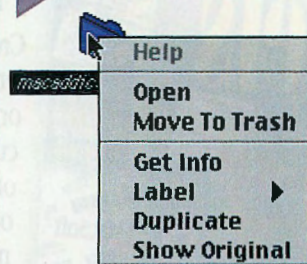 Help
macaddic
Open
Move To Trash
Get Info
Label
Duplicate
Show Original